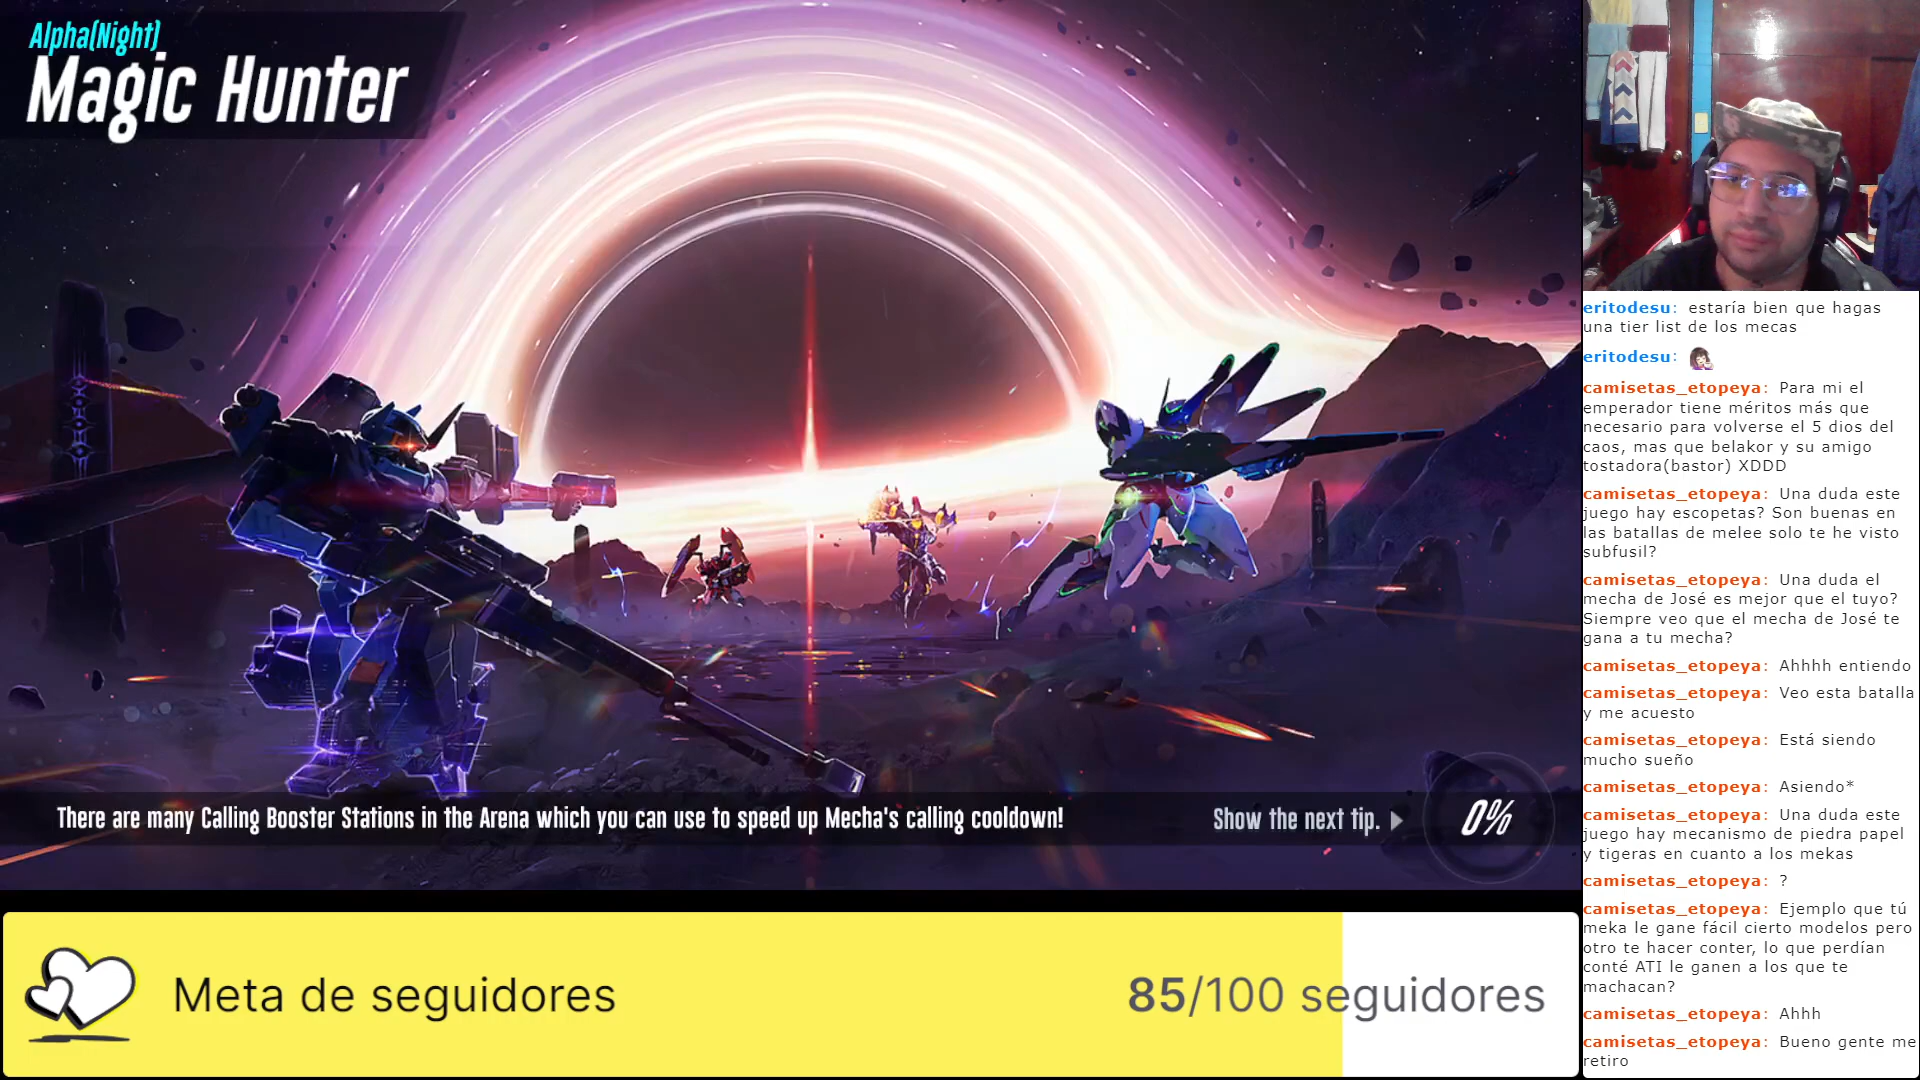 Alpha(Night)
Magic Hunter
There are many Calling Booster Stations in the Arena which you can use to speed up Mecha's calling cooldown!
Show the next tip.
0%
Meta de seguidores
85/100 seguidores
eritodesu: estaría bien que hagas
una tier list de los mecas
eritodesu:
camisetas_etopeya: Para mi el
emperador tiene méritos más que
necesario para volverse el 5 dios del
caos, mas que belakor y su amigo
tostadora(bastor) XDDD
camisetas_etopeya: Una duda este
juego hay escopetas? Son buenas en
las batallas de melee solo te he visto
subfusil?
camisetas_etopeya: Una duda el
mecha de José es mejor que el tuyo?
Siempre veo que el mecha de José te
gana a tu mecha?
camisetas_etopeya: Ahhhh entiendo
camisetas_etopeya: Veo esta batalla
y me acuesto
camisetas_etopeya: Está siendo
mucho sueño
camisetas_etopeya: Asiendo*
camisetas_etopeya: Una duda este
juego hay mecanismo de piedra papel
y tigeras en cuanto a los mekas
camisetas_etopeya: ?
camisetas_etopeya: Ejemplo que tú
meka le gane fácil cierto modelos pero
otro te hacer conter, lo que perdían
conté ATI le ganen a los que te
machacan?
camisetas_etopeya: Ahhh
camisetas_etopeya: Bueno gente me
retiro